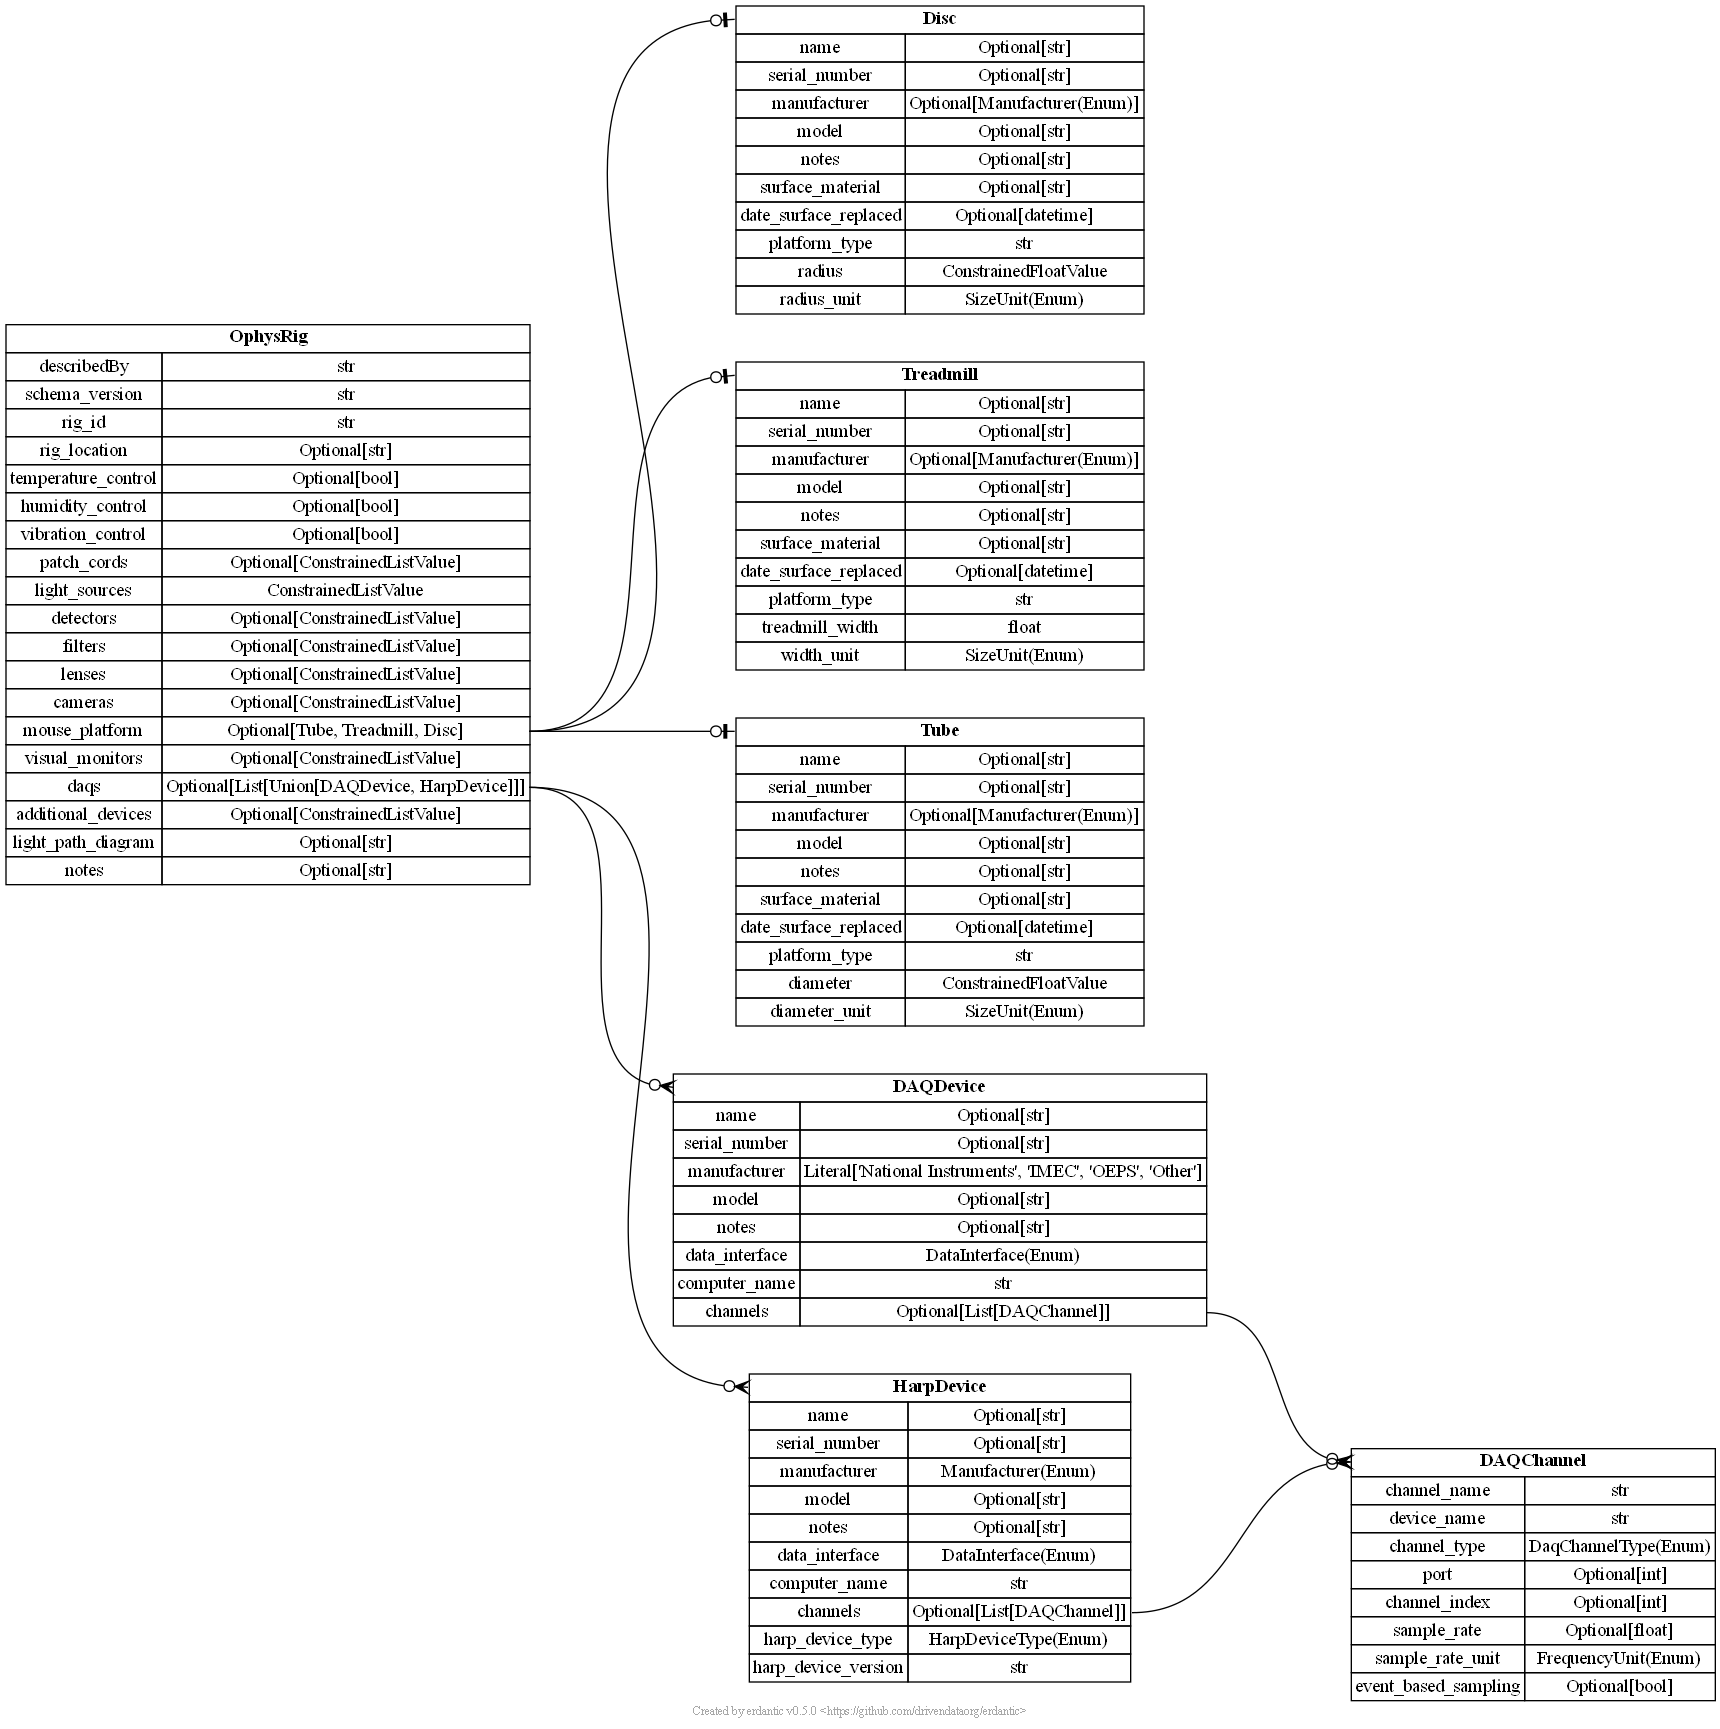 Disc
name Optional[str]
serial_number Optional[str]
manufacturer Optional[Manufacturer(Enum)]
model Optional[str]
notes Optional[str]
surface_material Optional[str]
date_surface_replaced Optional[datetime]
platform_type str
radius ConstrainedFloatValue
radius_unit SizeUnit(Enum)
OphysRig
describedBy str
schema_version str
rig_id str
rig_location Optional[str]
temperature_control Optional[bool]
humidity_control Optional[bool]
vibration_control Optional[bool]
patch_cords Optional[ConstrainedListValue]
light_sources ConstrainedListValue
detectors Optional[ConstrainedListValue]
filters Optional[ConstrainedListValue]
lenses Optional[ConstrainedListValue]
cameras Optional[ConstrainedListValue]
mouse_platform Optional[Tube, Treadmill, Disc]
visual_monitors Optional[ConstrainedListValue]
daqs Optional[List[Union[DAQDevice, HarpDevice]]]
additional_devices Optional[ConstrainedListValue]
light_path_diagram Optional[str]
notes Optional[str]
Treadmill
name Optional[str]
serial_number Optional[str]
manufacturer Optional[Manufacturer(Enum)]
model Optional[str]
notes Optional[str]
surface_material Optional[str]
date_surface_replaced Optional[datetime]
platform_type str
treadmill_width float
width_unit SizeUnit(Enum)
Tube
name Optional[str]
serial_number Optional[str]
manufacturer Optional[Manufacturer(Enum)]
model Optional[str]
notes Optional[str]
surface_material Optional[str]
date_surface_replaced Optional[datetime]
platform_type str
diameter ConstrainedFloatValue
diameter_unit SizeUnit(Enum)
DAQDevice
name Optional[str]
serial_number Optional[str]
manufacturer Literal['National Instruments', 'IMEC', 'OEPS', 'Other']
model Optional[str]
notes Optional[str]
data_interface DataInterface(Enum)
computer_name str
channels Optional[List[DAQChannel]]
HarpDevice
name Optional[str]
serial_number Optional[str]
manufacturer Manufacturer(Enum)
model Optional[str]
notes Optional[str]
data_interface DataInterface(Enum)
computer_name str
channels Optional[List[DAQChannel]]
harp_device_type HarpDeviceType(Enum)
harp_device_version str
DAQChannel
channel_name str
device_name str
channel_type DaqChannelType(Enum)
port Optional[int]
channel_index Optional[int]
sample_rate Optional[float]
sample_rate_unit FrequencyUnit(Enum)
event_based_sampling Optional[bool]
Created by erdantic v0.5.0 <https://github.com/drivendataorg/erdantic>